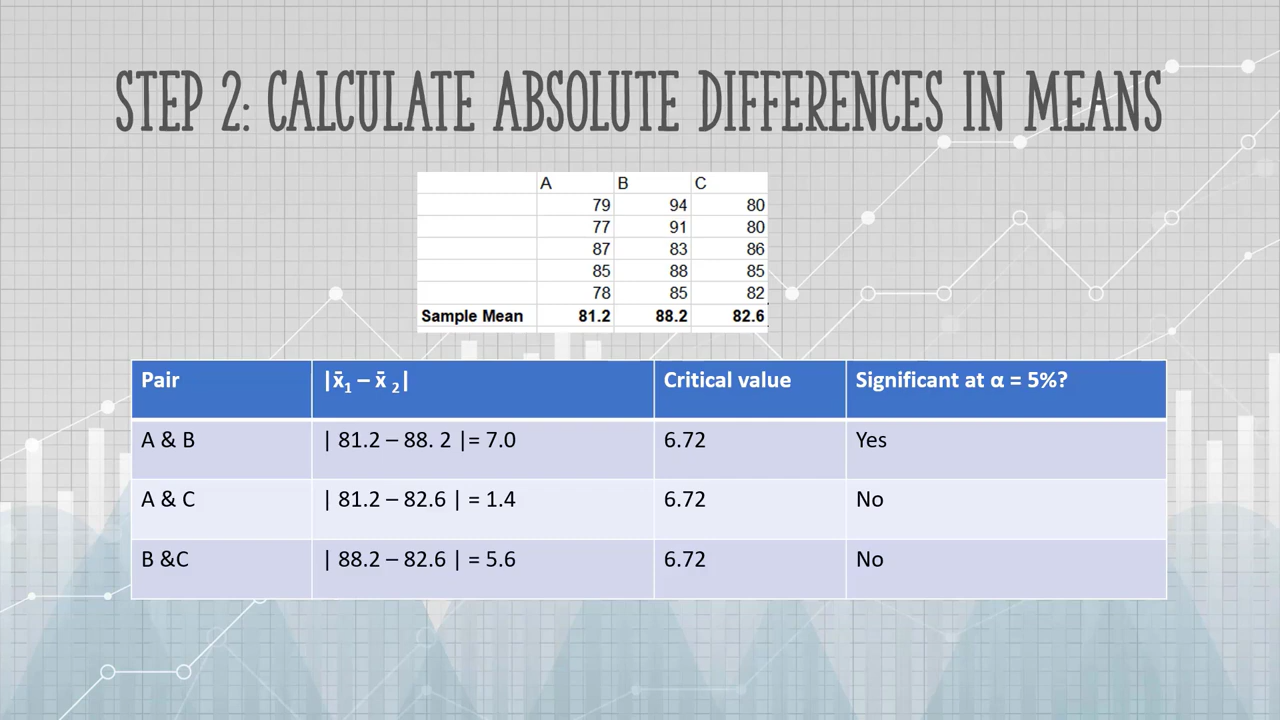 STEP 2: CALCULATE ABSOLUTE DIFFERENCES IN MEANS
A B C
79 94 80
77 91 80
87 83 86
85 88 85
78 85 82
Sample Mean 81.2 88.2 82.6
Pair |x̄₁ – x̄ ₂| Critical value Significant at α = 5%?
A & B | 81.2 – 88. 2 |= 7.0 6.72 Yes
A & C | 81.2 – 82.6 | = 1.4 6.72 No
B &C | 88.2 – 82.6 | = 5.6 6.72 No